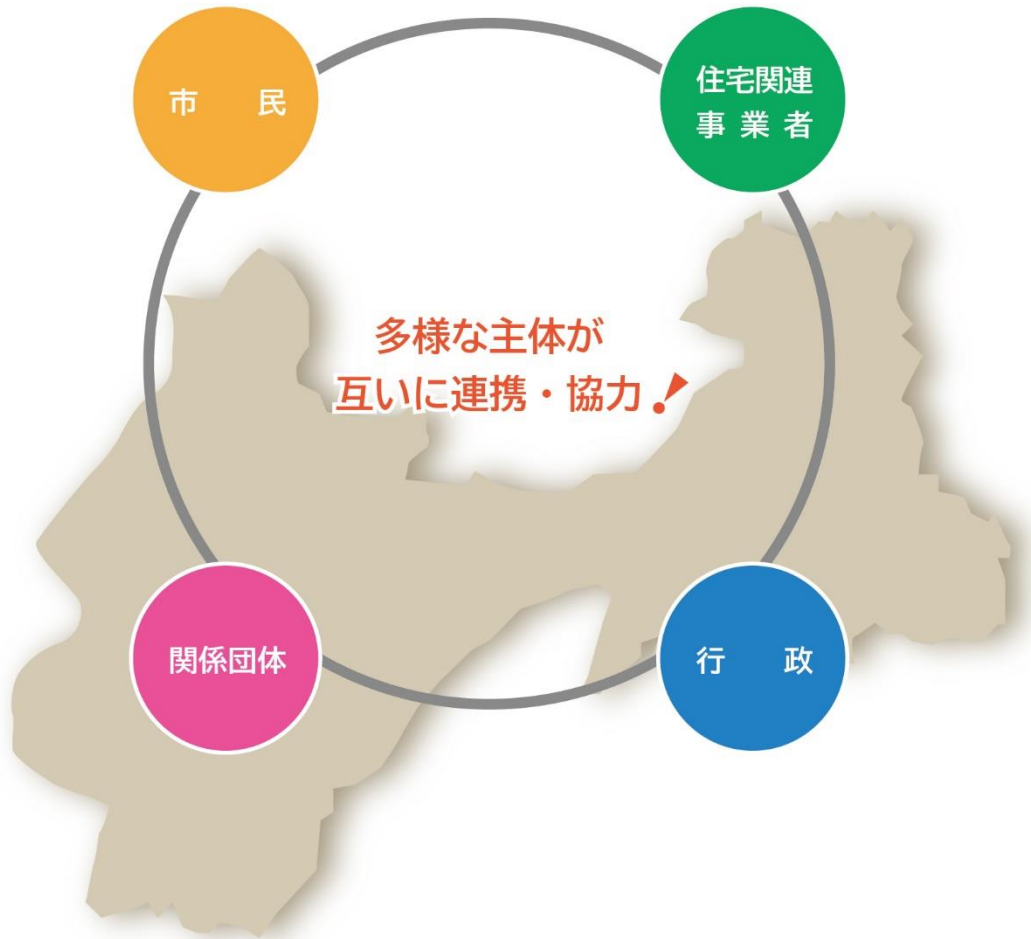 市　民
住宅関連
事業者
多様な主体が
互いに連携・協力！
関係団体
行　政